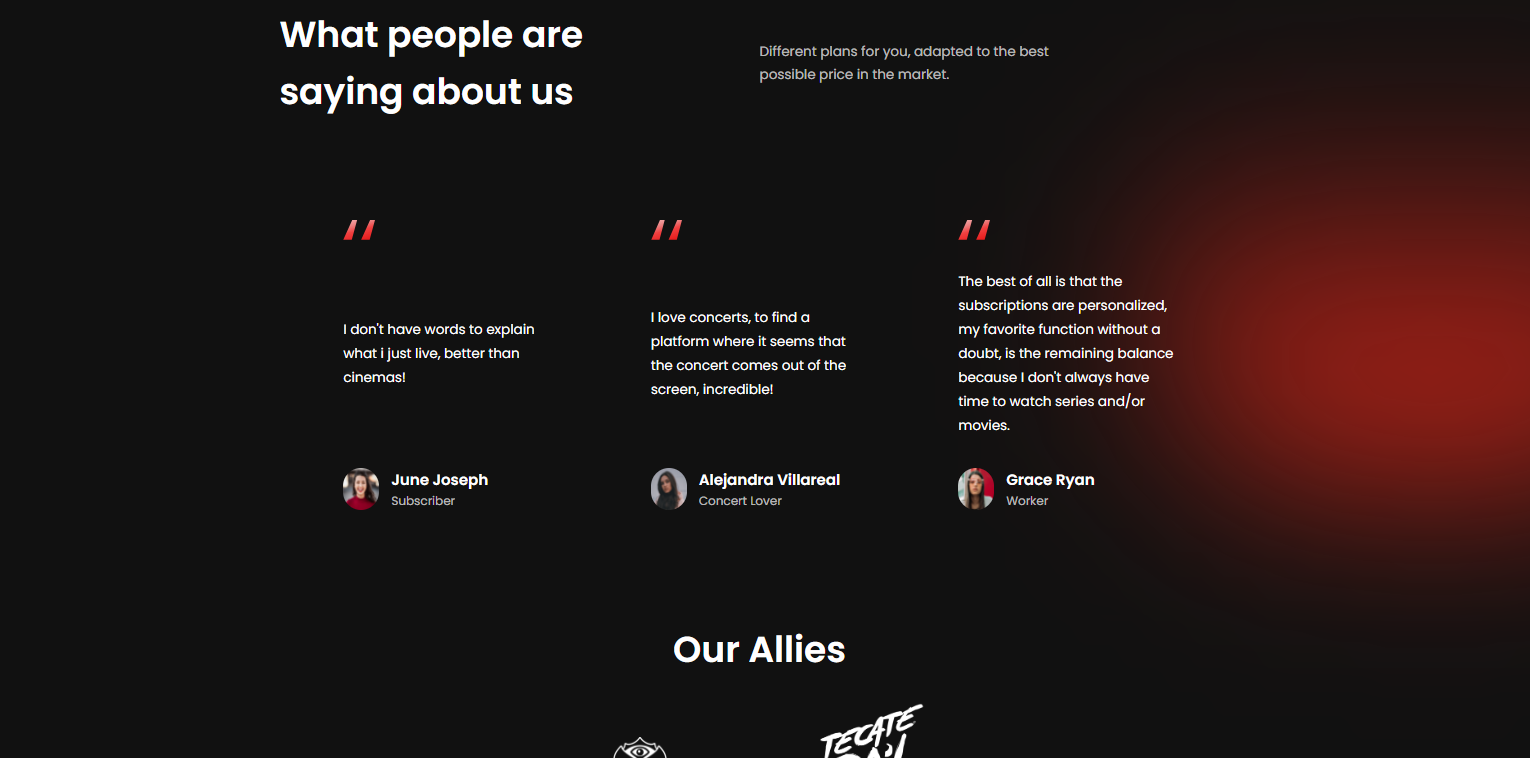 What people are
saying about us
Different plans for you, adapted to the best
possible price in the market.
I don't have words to explain
what i just live, better than
cinemas!
June Joseph
Subscriber
I love concerts, to find a
platform where it seems that
the concert comes out of the
screen, incredible!
Alejandra Villareal
Concert Lover
The best of all is that the
subscriptions are personalized,
my favorite function without a
doubt, is the remaining balance
because I don't always have
time to watch series and/or
movies.
Grace Ryan
Worker
Our Allies
TECATE